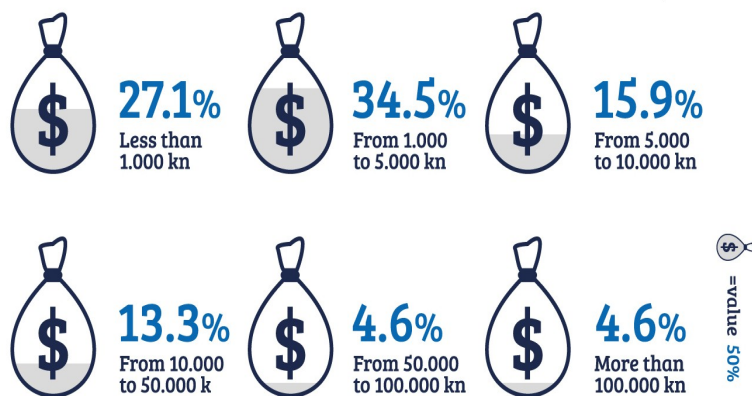 $ 27.1%
Less than
1.000 kn
$ 34.5%
From 1.000
to 5.000 kn
$ 15.9%
From 5.000
to 10.000 kn
$ 13.3%
From 10.000
to 50.000 k
$ 4.6%
From 50.000
to 100.000 kn
$ 4.6%
More than
100.000 kn
$ =value 50%